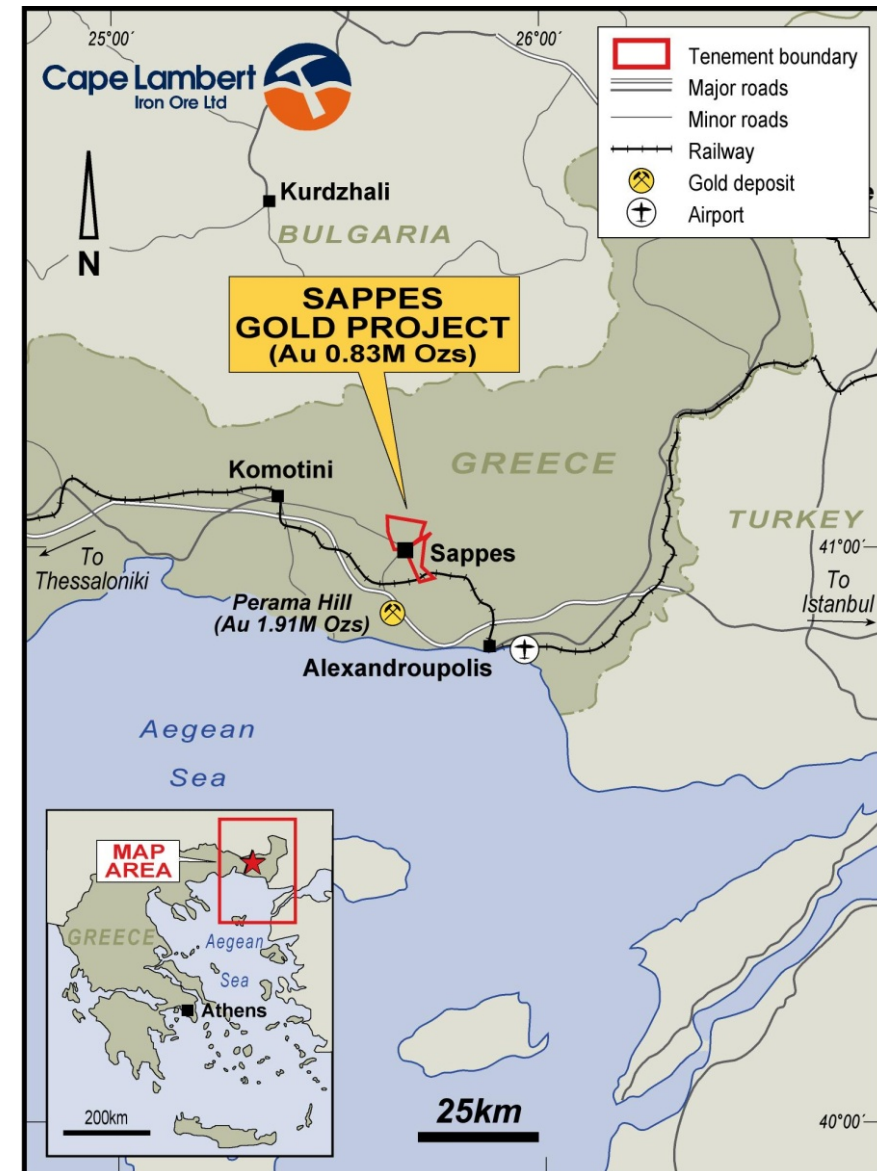 25°00´
26°00´
Cape Lambert
Iron Ore Ltd
Tenement boundary
Major roads
Minor roads
Railway
Gold deposit
Airport
N
Kurdzhali
BULGARIA
SAPPES
GOLD PROJECT
(Au 0.83M Ozs)
GREECE
Komotini
TURKEY
Sappes
41°00´
To
Thessaloniki
To
Istanbul
Perama Hill
(Au 1.91M Ozs)
Alexandroupolis
Aegean
Sea
MAP
AREA
GREECE
Aegean
Sea
Athens
200km
25km
40°00´